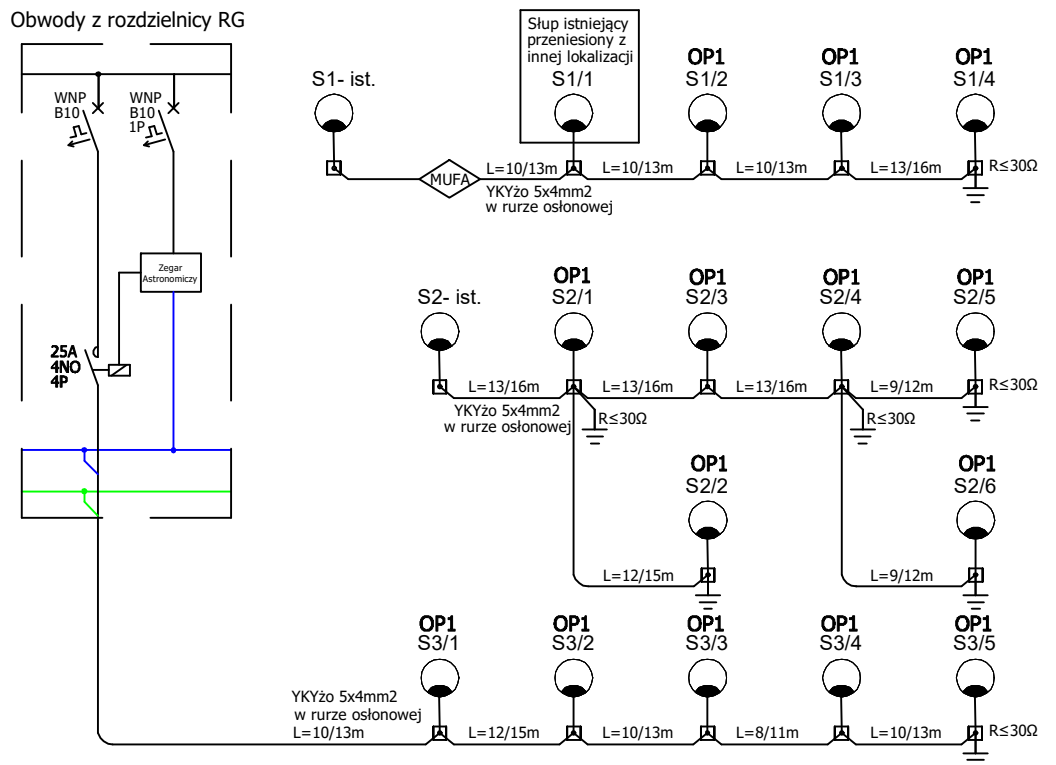 Obwody z rozdzielnicy RG
WNP
B10
WNP
B10
1P
Zegar
Astronomiczy
25A
4NO
4P
S1- ist.
Słup istniejący
przeniesiony z
innej lokalizacji
S1/1
OP1
S1/2
OP1
S1/3
OP1
S1/4
MUFA
L=10/13m
L=10/13m
L=10/13m
L=13/16m
R≤30Ω
YKYżo 5x4mm2
w rurze osłonowej
S2- ist.
OP1
S2/1
OP1
S2/3
OP1
S2/4
OP1
S2/5
L=13/16m
L=13/16m
L=13/16m
L=9/12m
R≤30Ω
YKYżo 5x4mm2
w rurze osłonowej
R≤30Ω
R≤30Ω
OP1
S2/2
OP1
S2/6
L=12/15m
L=9/12m
OP1
S3/1
OP1
S3/2
OP1
S3/3
OP1
S3/4
OP1
S3/5
YKYżo 5x4mm2
w rurze osłonowej
L=10/13m
L=12/15m
L=10/13m
L=8/11m
L=10/13m
R≤30Ω